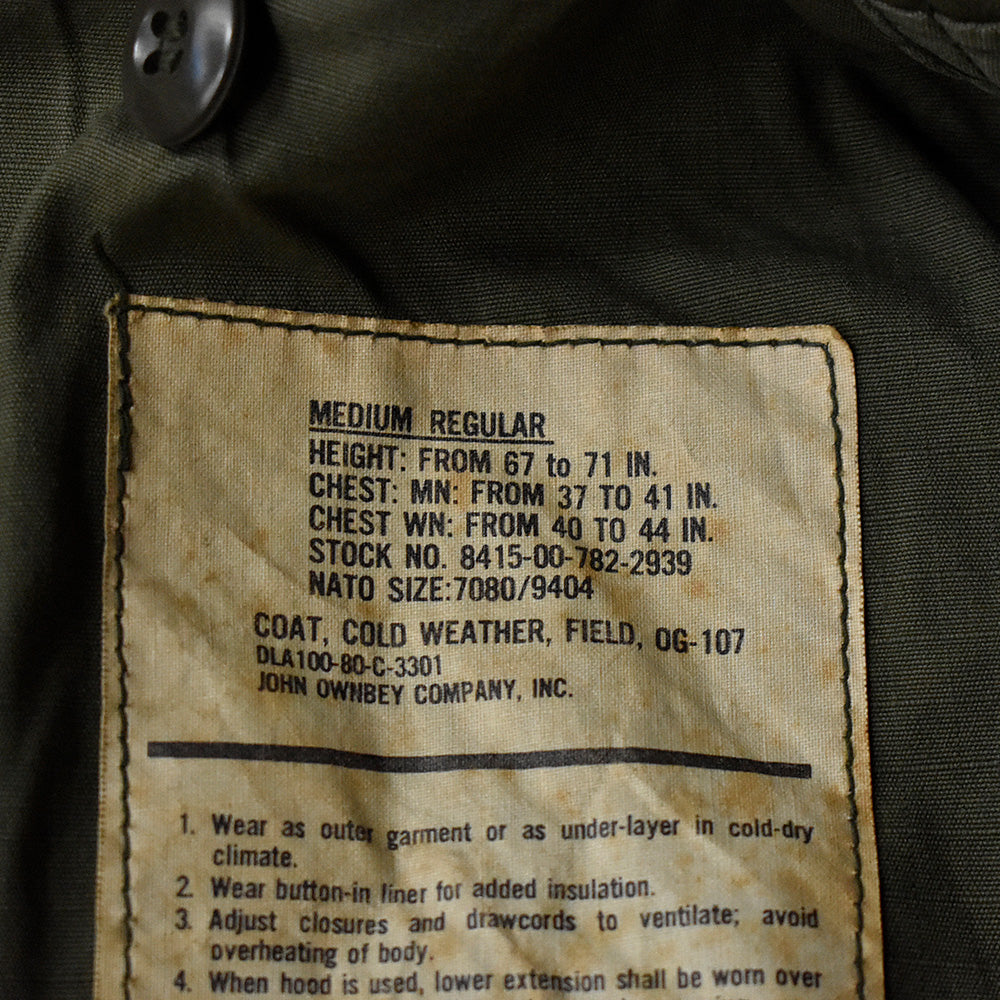 MEDIUM REGULAR
HEIGHT: FROM 67 to 71 IN.
CHEST: MN: FROM 37 TO 41 IN.
CHEST WN: FROM 40 TO 44 IN.
STOCK NO. 8415-00-782-2939
NATO SIZE:7080/9404
COAT, COLD WEATHER, FIELD, OG-107
DLA100-80-C-3301
JOHN OWNBEY COMPANY, INC.
1. Wear as outer garment or as under-layer in cold-dry
climate.
2. Wear button-in liner for added insulation.
3. Adjust closures and drawcords to ventilate; avoid
overheating of body.
4. When hood is used, lower extension shall be worn over